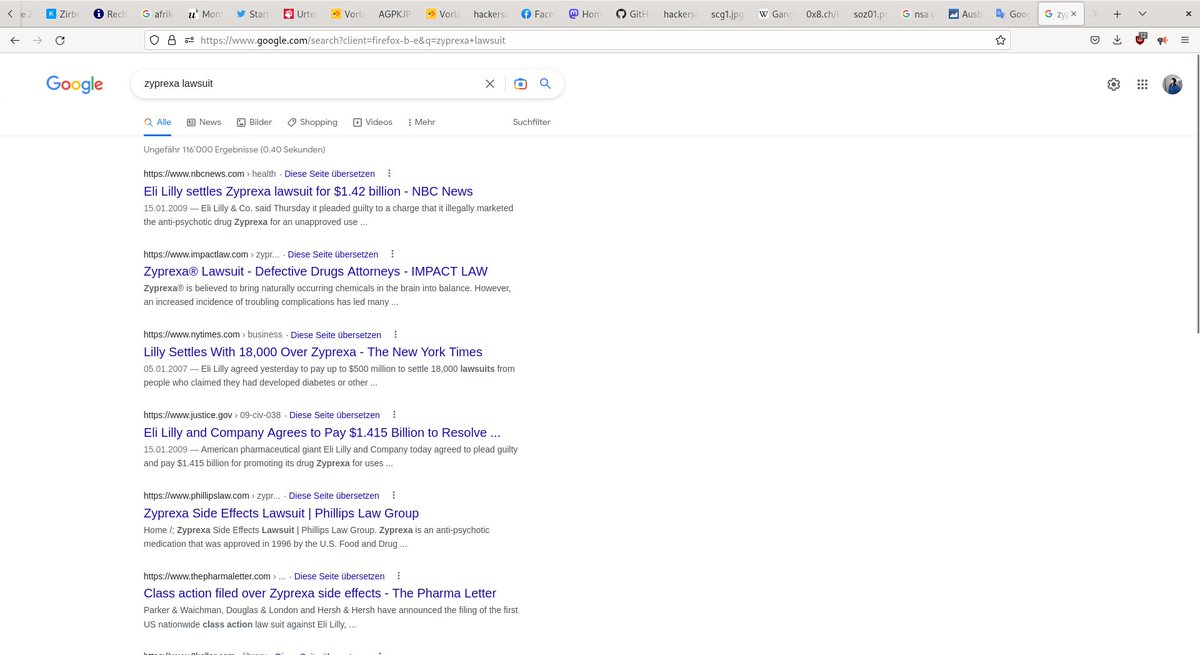 e 2 Zirbe Rech afrik Mon Start Urtei Vorla AGPKJP Vorla hackersc Face Hom GitH hackersc scg1.jpg Gang 0x8.ch/ soz01.p nsa g Ausb Goog zyp
https://www.google.com/search?client=firefox-b-e&q=zyprexa+lawsuit
Google
zyprexa lawsuit
Alle News Bilder Shopping Videos Mehr Suchfilter
Ungefähr 116'000 Ergebnisse (0.40 Sekunden)
https://www.nbcnews.com › health · Diese Seite übersetzen
Eli Lilly settles Zyprexa lawsuit for $1.42 billion - NBC News
15.01.2009 — Eli Lilly & Co. said Thursday it pleaded guilty to a charge that it illegally marketed
the anti-psychotic drug Zyprexa for an unapproved use ...
https://www.impactlaw.com › zypr... · Diese Seite übersetzen
Zyprexa® Lawsuit - Defective Drugs Attorneys - IMPACT LAW
Zyprexa® is believed to bring naturally occurring chemicals in the brain into balance. However,
an increased incidence of troubling complications has led many ...
https://www.nytimes.com › business · Diese Seite übersetzen
Lilly Settles With 18,000 Over Zyprexa - The New York Times
05.01.2007 — Eli Lilly agreed yesterday to pay up to $500 million to settle 18,000 lawsuits from
people who claimed they had developed diabetes or other ...
https://www.justice.gov › 09-civ-038 · Diese Seite übersetzen
Eli Lilly and Company Agrees to Pay $1.415 Billion to Resolve ...
15.01.2009 — American pharmaceutical giant Eli Lilly and Company today agreed to plead guilty
and pay $1.415 billion for promoting its drug Zyprexa for uses ...
https://www.phillipslaw.com › zypr... · Diese Seite übersetzen
Zyprexa Side Effects Lawsuit | Phillips Law Group
Home /; Zyprexa Side Effects Lawsuit | Phillips Law Group. Zyprexa is an anti-psychotic
medication that was approved in 1996 by the U.S. Food and Drug ...
https://www.thepharmaletter.com › ... · Diese Seite übersetzen
Class action filed over Zyprexa side effects - The Pharma Letter
Parker & Waichman, Douglas & London and Hersh & Hersh have announced the filing of the first
US nationwide class action law suit against Eli Lilly, ...